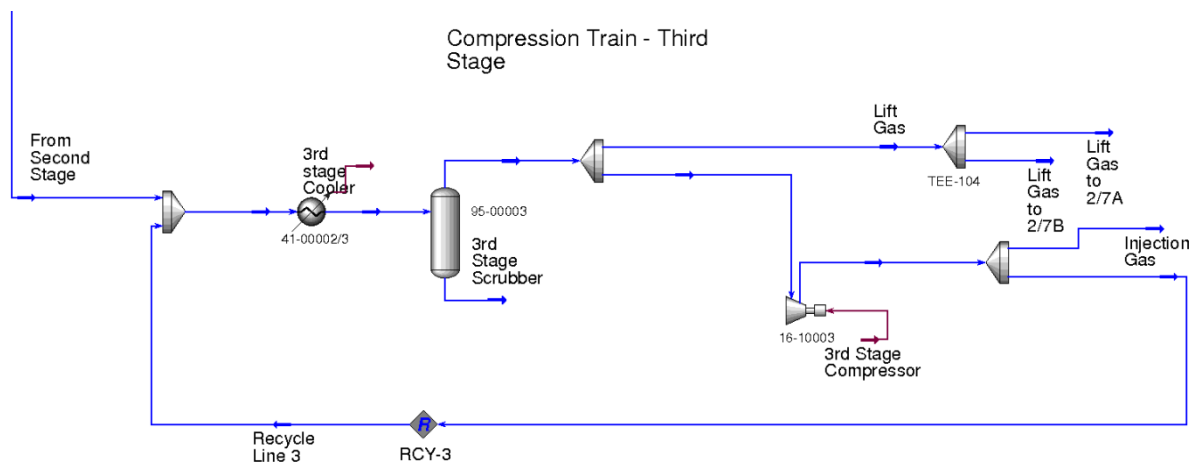 Compression Train - Third
Stage
From
Second
Stage
3rd
stage
Cooler
41-00002/3
95-00003
3rd
Stage
Scrubber
Lift
Gas
TEE-104
Lift
Gas
to
2/7A
Lift
Gas
to
2/7B
Injection
Gas
16-10003
3rd Stage
Compressor
Recycle
Line 3
R
RCY-3